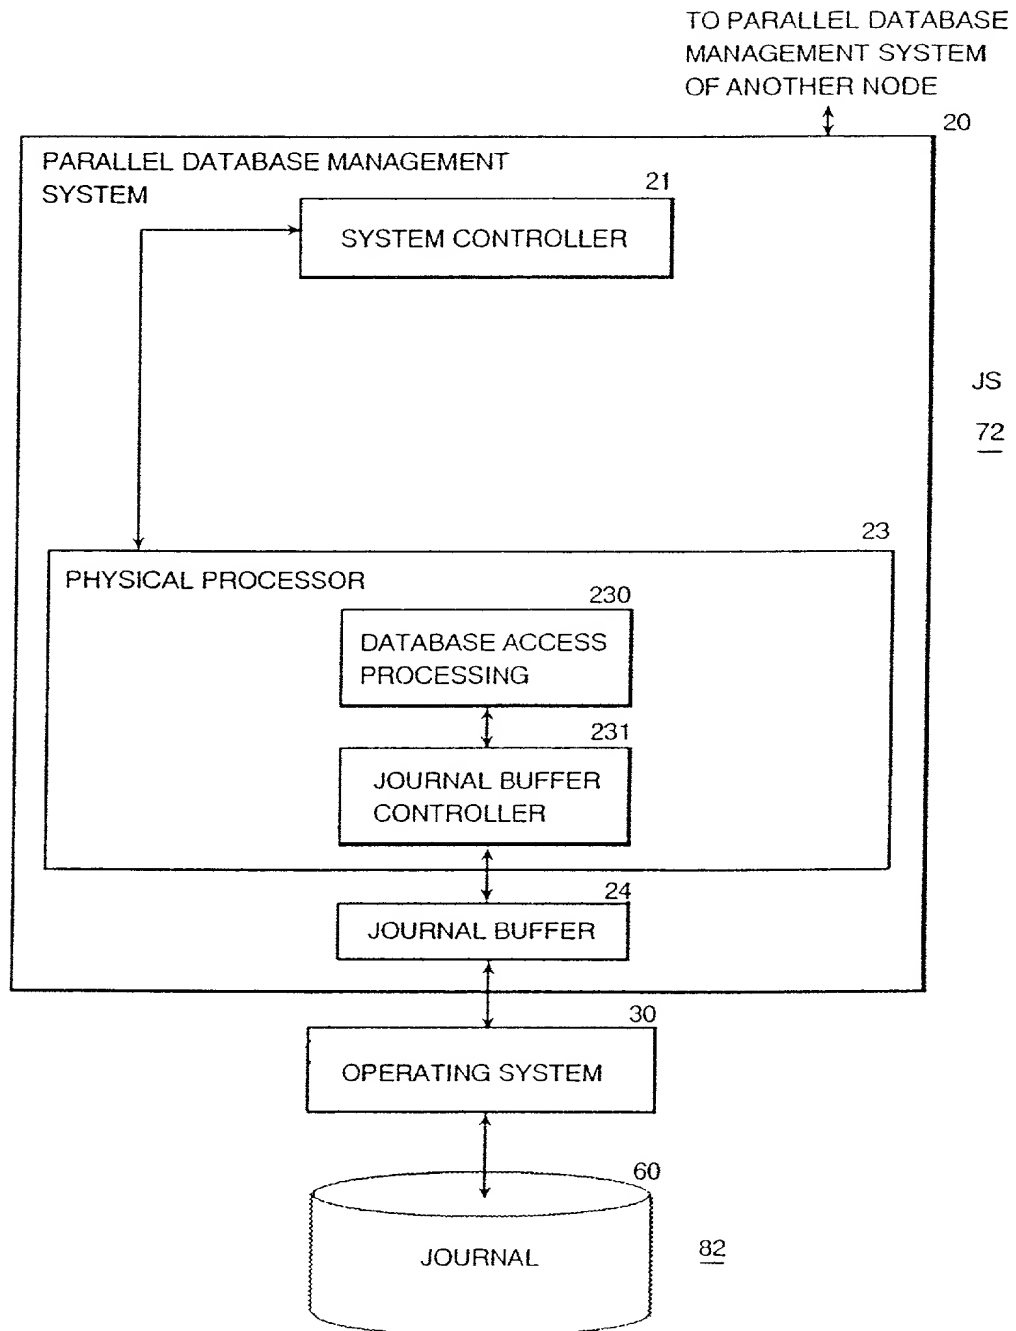 TO PARALLEL DATABASE
MANAGEMENT SYSTEM
OF ANOTHER NODE
20
PARALLEL DATABASE MANAGEMENT
SYSTEM
21
SYSTEM CONTROLLER
JS
72
23
PHYSICAL PROCESSOR
230
DATABASE ACCESS
PROCESSING
231
JOURNAL BUFFER
CONTROLLER
24
JOURNAL BUFFER
30
OPERATING SYSTEM
60
JOURNAL
82